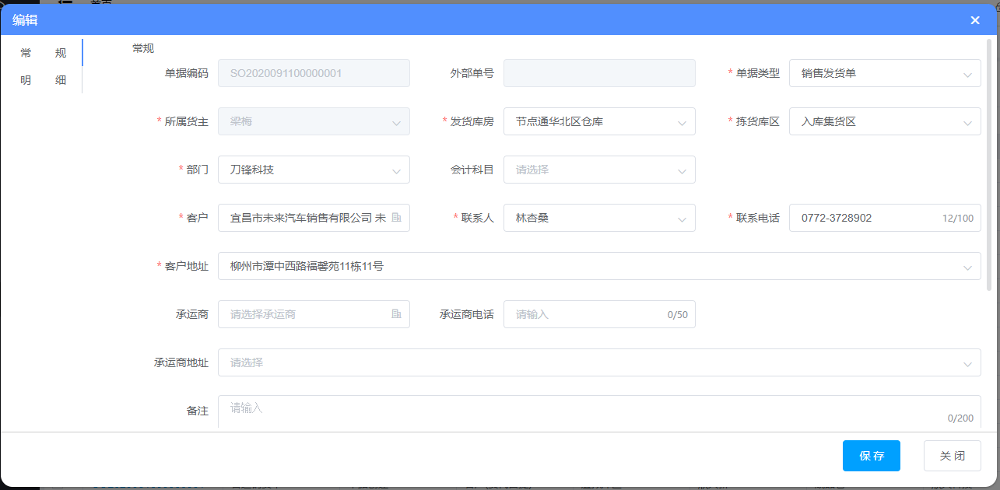 首页
编辑
常 规
明 细
常规
单据编码 SO2020091100000001 外部单号 * 单据类型 销售发货单
* 所属货主 梁梅 * 发货库房 节点通华北区仓库 * 拣货库区 入库集货区
* 部门 刀锋科技 会计科目 请选择
* 客户 宜昌市未来汽车销售有限公司 未 * 联系人 林杏桑 * 联系电话 0772-3728902 12/100
* 客户地址 柳州市潭中西路福馨苑11栋11号
承运商 请选择承运商 承运商电话 请输入 0/50
承运商地址 请选择
备注 请输入 0/200
保存 关闭